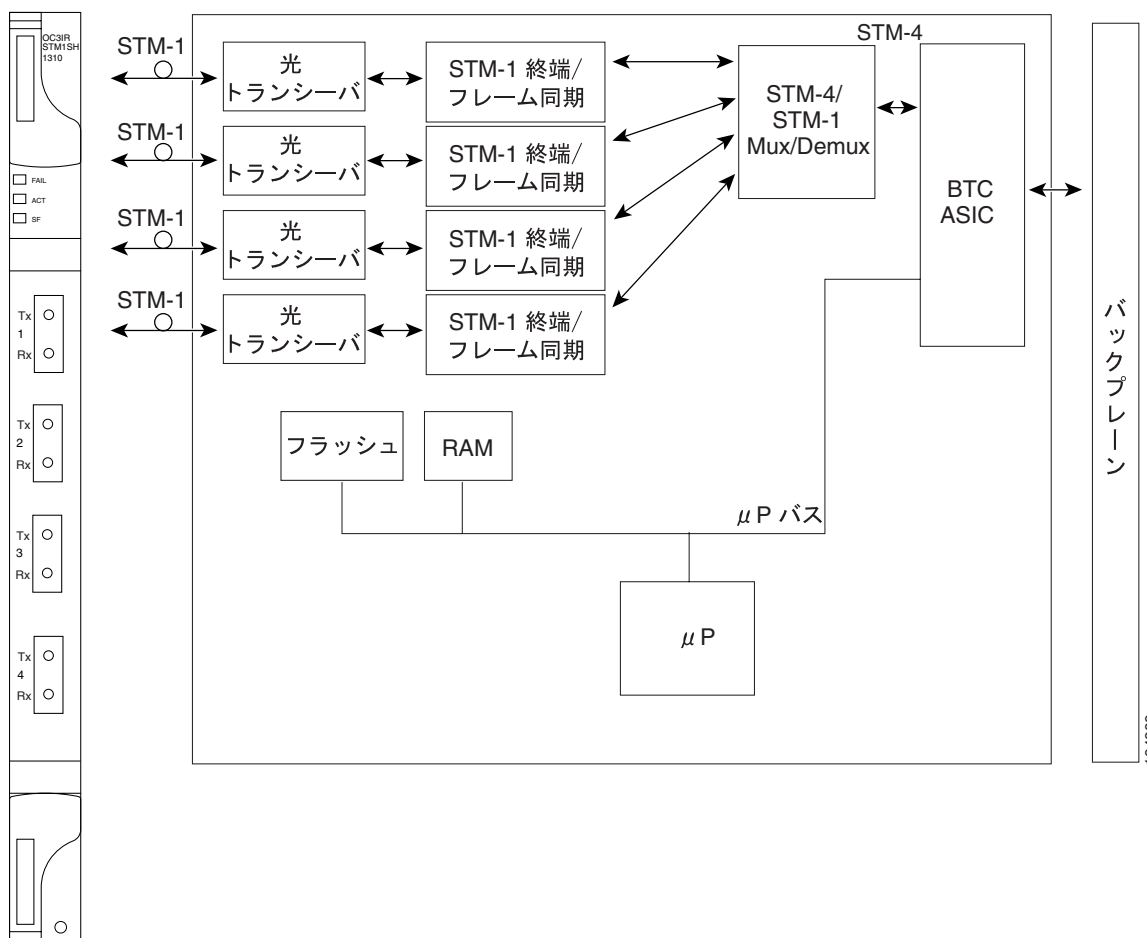 OC3IR
STM1SH
1310
FAIL
ACT
SF
Tx
1
Rx
Tx
2
Rx
Tx
3
Rx
Tx
4
Rx
STM-1
光
トランシーバ
STM-1 終端/
フレーム同期
STM-1
光
トランシーバ
STM-1 終端/
フレーム同期
STM-1
光
トランシーバ
STM-1 終端/
フレーム同期
STM-1
光
トランシーバ
STM-1 終端/
フレーム同期
STM-4/
STM-1
Mux/Demux
STM-4
BTC
ASIC
フラッシュ
RAM
μP バス
μP
バックプレーン